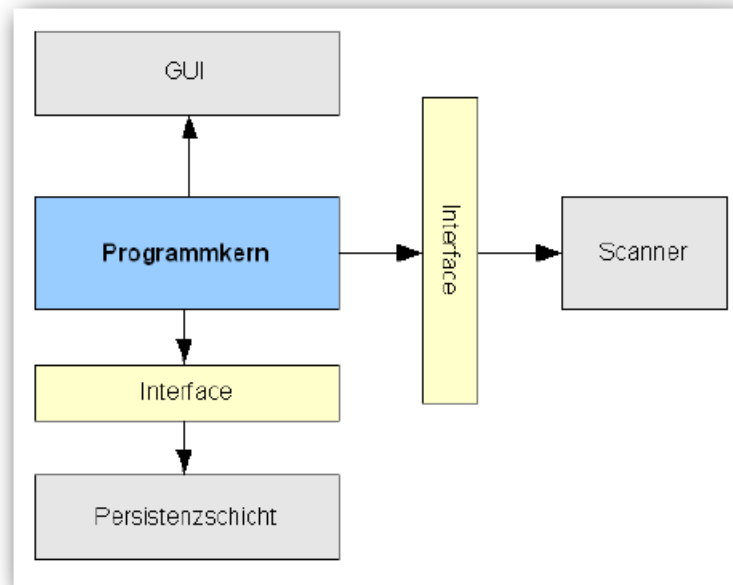 GUI
Programmkern
Interface
Scanner
Interface
Persistenzschicht